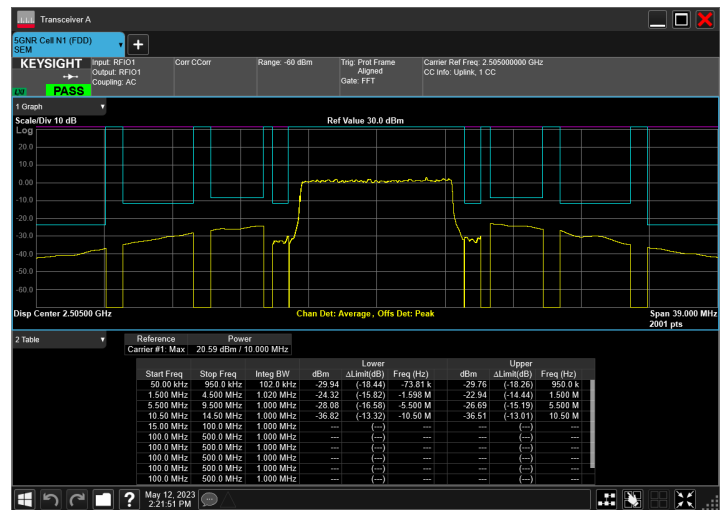 Transceiver A
5GNR Cell N1 (FDD)
SEM
KEYSIGHT
PASS
Input: RFIO1
Output: RFIO1
Coupling: AC
Corr CCorr
Range: -60 dBm
Trig: Prot Frame
Aligned
Gate: FFT
Carrier Ref Freq: 2.505000000 GHz
CC Info: Uplink, 1 CC
1 Graph
Scale/Div 10 dB
Ref Value 30.0 dBm
Log
20.0
10.0
0.00
-10.0
-20.0
-30.0
-40.0
-50.0
-60.0
Disp Center 2.50500 GHz
Chan Det: Average, Offs Det: Peak
Span 39.000 MHz
2001 pts
2 Table
Reference Power
Carrier #1: Max 20.59 dBm / 10.000 MHz
Lower Upper
Start Freq Stop Freq Integ BW dBm ΔLimit(dB) Freq (Hz) dBm ΔLimit(dB) Freq (Hz)
50.00 kHz 950.0 kHz 102.0 kHz -29.94 (-18.44) -73.81 k -29.76 (-18.26) 950.0 k
1.500 MHz 4.500 MHz 1.020 MHz -24.32 (-15.82) -1.598 M -22.94 (-14.44) 1.500 M
5.500 MHz 9.500 MHz 1.000 MHz -28.08 (-16.58) -5.500 M -26.69 (-15.19) 5.500 M
10.50 MHz 14.50 MHz 1.000 MHz -36.82 (-13.32) -10.50 M -36.51 (-13.01) 10.50 M
15.00 MHz 100.0 MHz 1.000 MHz --- (---) --- --- (---) ---
100.0 MHz 500.0 MHz 1.000 MHz --- (---) --- --- (---) ---
100.0 MHz 500.0 MHz 1.000 MHz --- (---) --- --- (---) ---
100.0 MHz 500.0 MHz 1.000 MHz --- (---) --- --- (---) ---
100.0 MHz 500.0 MHz 1.000 MHz --- (---) --- --- (---) ---
100.0 MHz 500.0 MHz 1.000 MHz --- (---) --- --- (---) ---
May 12, 2023
2:21:51 PM